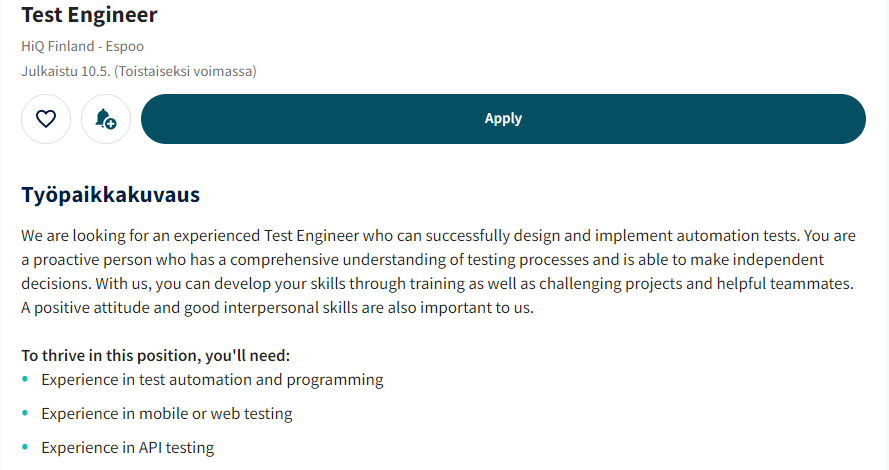 Test Engineer
HiQ Finland - Espoo
Julkaistu 10.5. (Toistaiseksi voimassa)
Apply
Työpaikkakuvaus
We are looking for an experienced Test Engineer who can successfully design and implement automation tests. You are
a proactive person who has a comprehensive understanding of testing processes and is able to make independent
decisions. With us, you can develop your skills through training as well as challenging projects and helpful teammates.
A positive attitude and good interpersonal skills are also important to us.
To thrive in this position, you'll need:
• Experience in test automation and programming
• Experience in mobile or web testing
• Experience in API testing